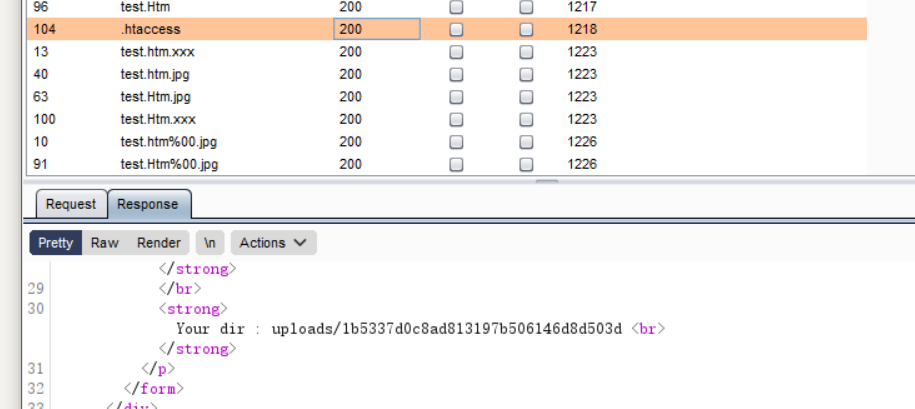 96 test.Htm 200 1217
104 .htaccess 200 1218
13 test.htm.xxx 200 1223
40 test.htm.jpg 200 1223
63 test.Htm.jpg 200 1223
100 test.Htm.xxx 200 1223
10 test.htm%00.jpg 200 1226
91 test.Htm%00.jpg 200 1226
Request Response
Pretty Raw Render \n Actions
</strong>
29 </br>
30 <strong>
Your dir : uploads/1b5337d0c8ad813197b506146d8d503d <br>
</strong>
31 </p>
32 </form>
33 </div>